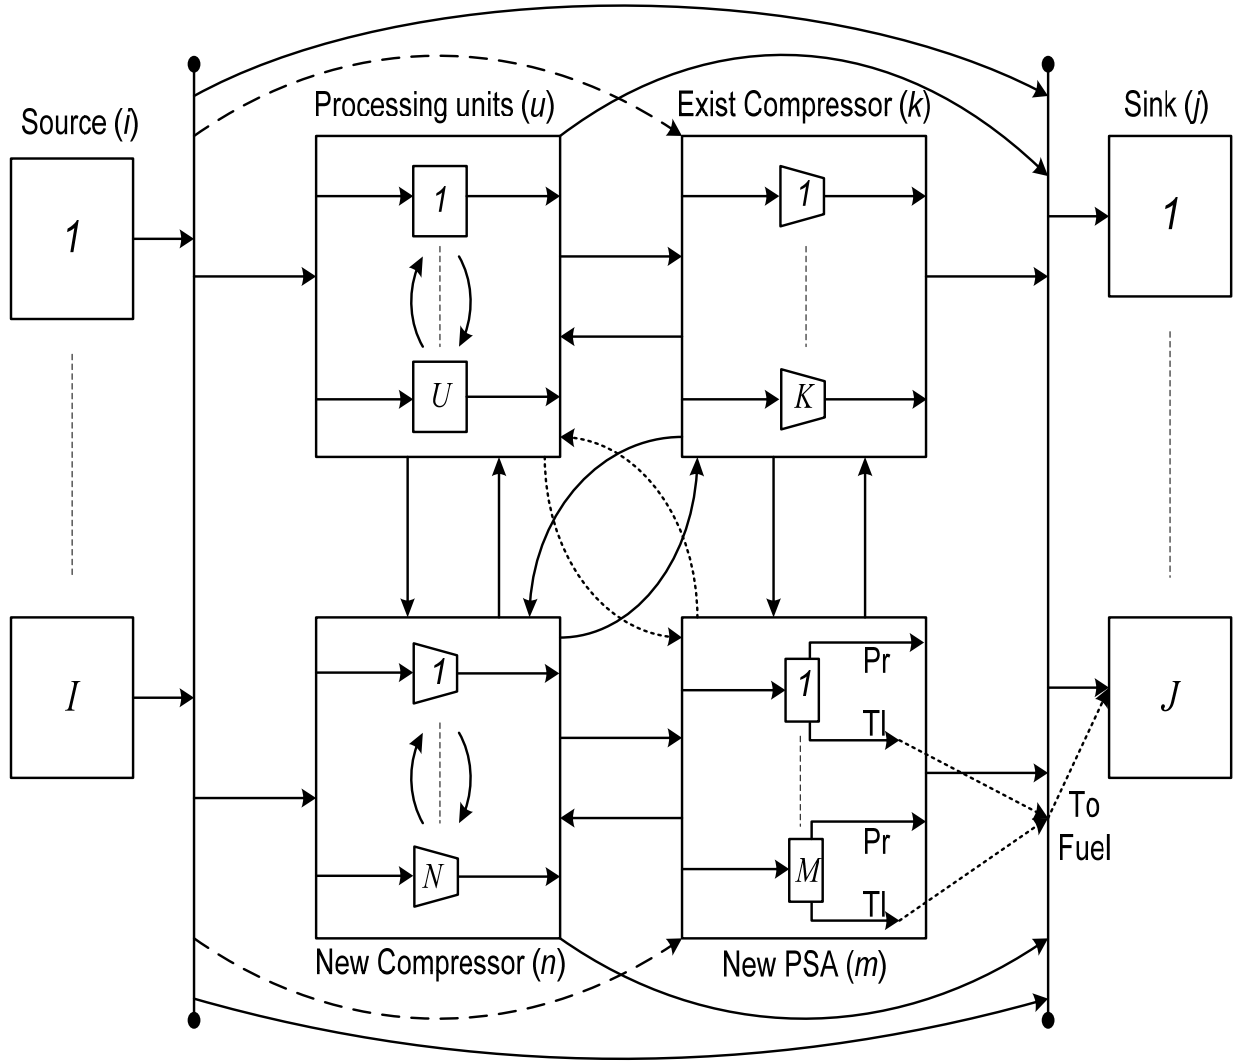 Processing units (u)
Exist Compressor (k)
Source (i)
Sink (j)
1
1
1
1
U
K
I
1
1
Pr
Tl
J
To
Fuel
N
M
Pr
Tl
New Compressor (n)
New PSA (m)